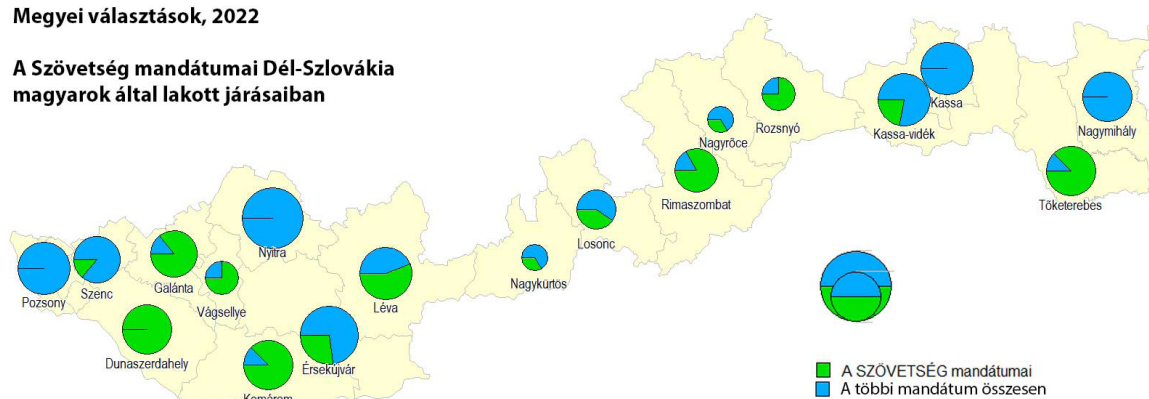 Megyei választások, 2022
A Szövetség mandátumai Dél-Szlovákia
magyarok által lakott járásaiban
Kassa
Kassa-vidék
Nagymihály
Rozsnyó
Nagyrőce
Rimaszombat
Tőketerebes
Losonc
Nyitra
Nagykürtös
Pozsony
Szenc
Galánta
Vágsellye
Léva
Dunaszerdahely
Érsekújvár
Komárom
A SZÖVETSÉG mandátumai
A többi mandátum összesen